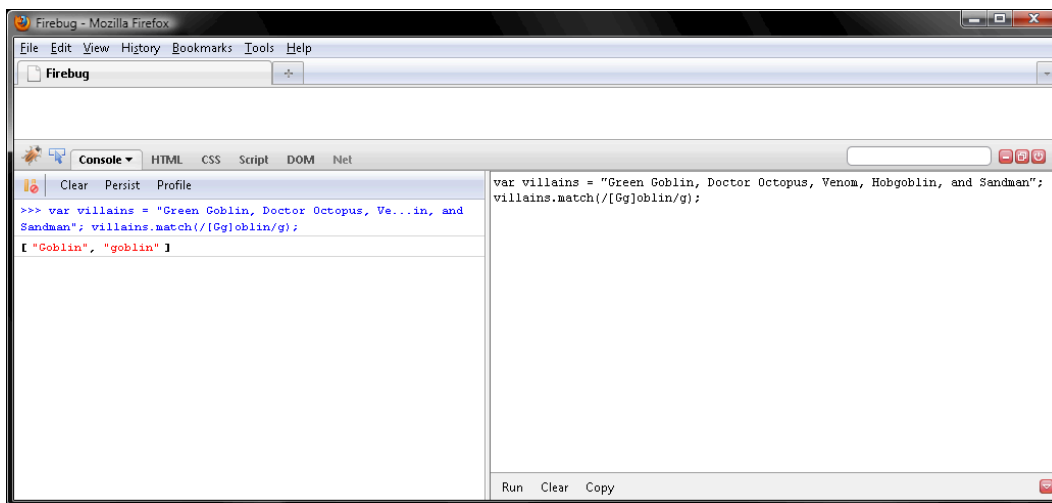 Firebug - Mozilla Firefox
File Edit View History Bookmarks Tools Help
Firebug
Console HTML CSS Script DOM Net
Clear Persist Profile
>>> var villains = "Green Goblin, Doctor Octopus, Ve...in, and
Sandman"; villains.match(/[Gg]oblin/g);
[ "Goblin", "goblin" ]
var villains = "Green Goblin, Doctor Octopus, Venom, Hobgoblin, and Sandman";
villains.match(/[Gg]oblin/g);
Run Clear Copy